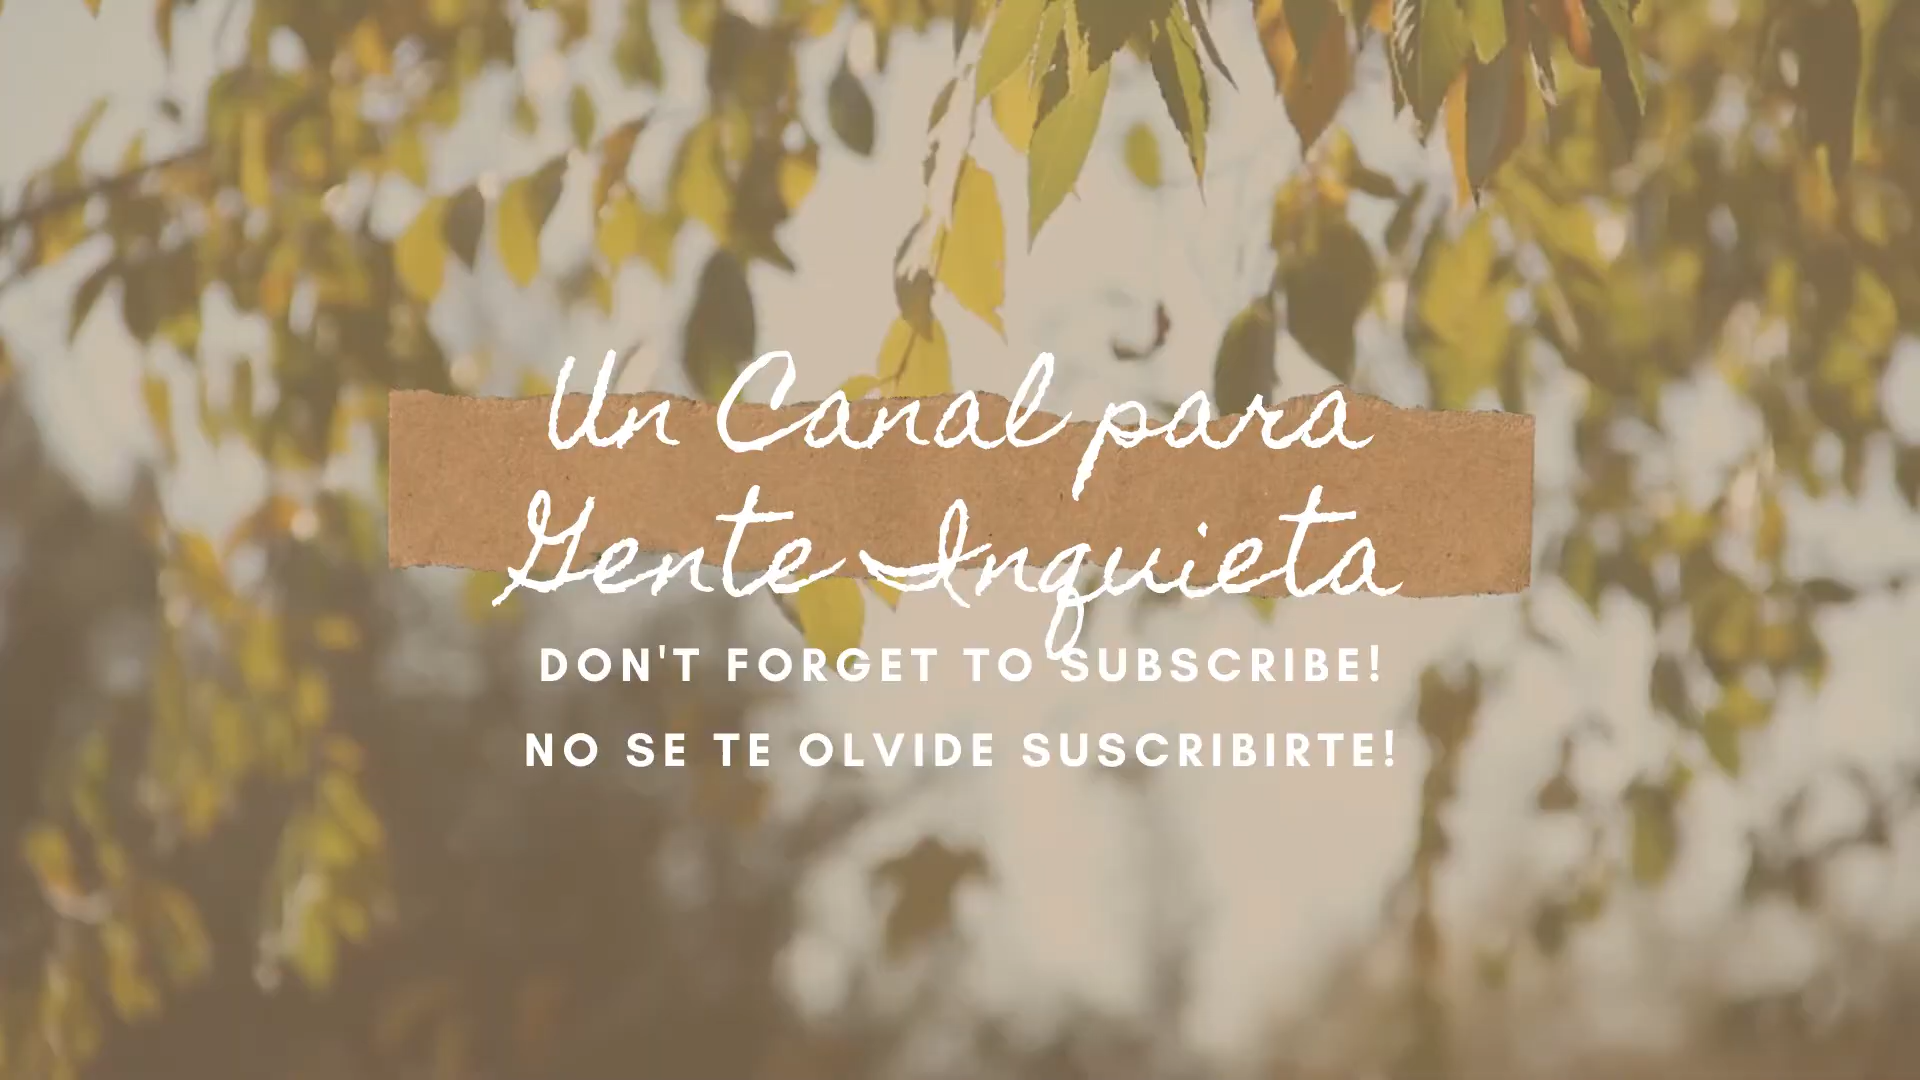 Un Canal para
Gente Inquieta
DON'T FORGET TO SUBSCRIBE!
NO SE TE OLVIDE SUSCRIBIRTE!